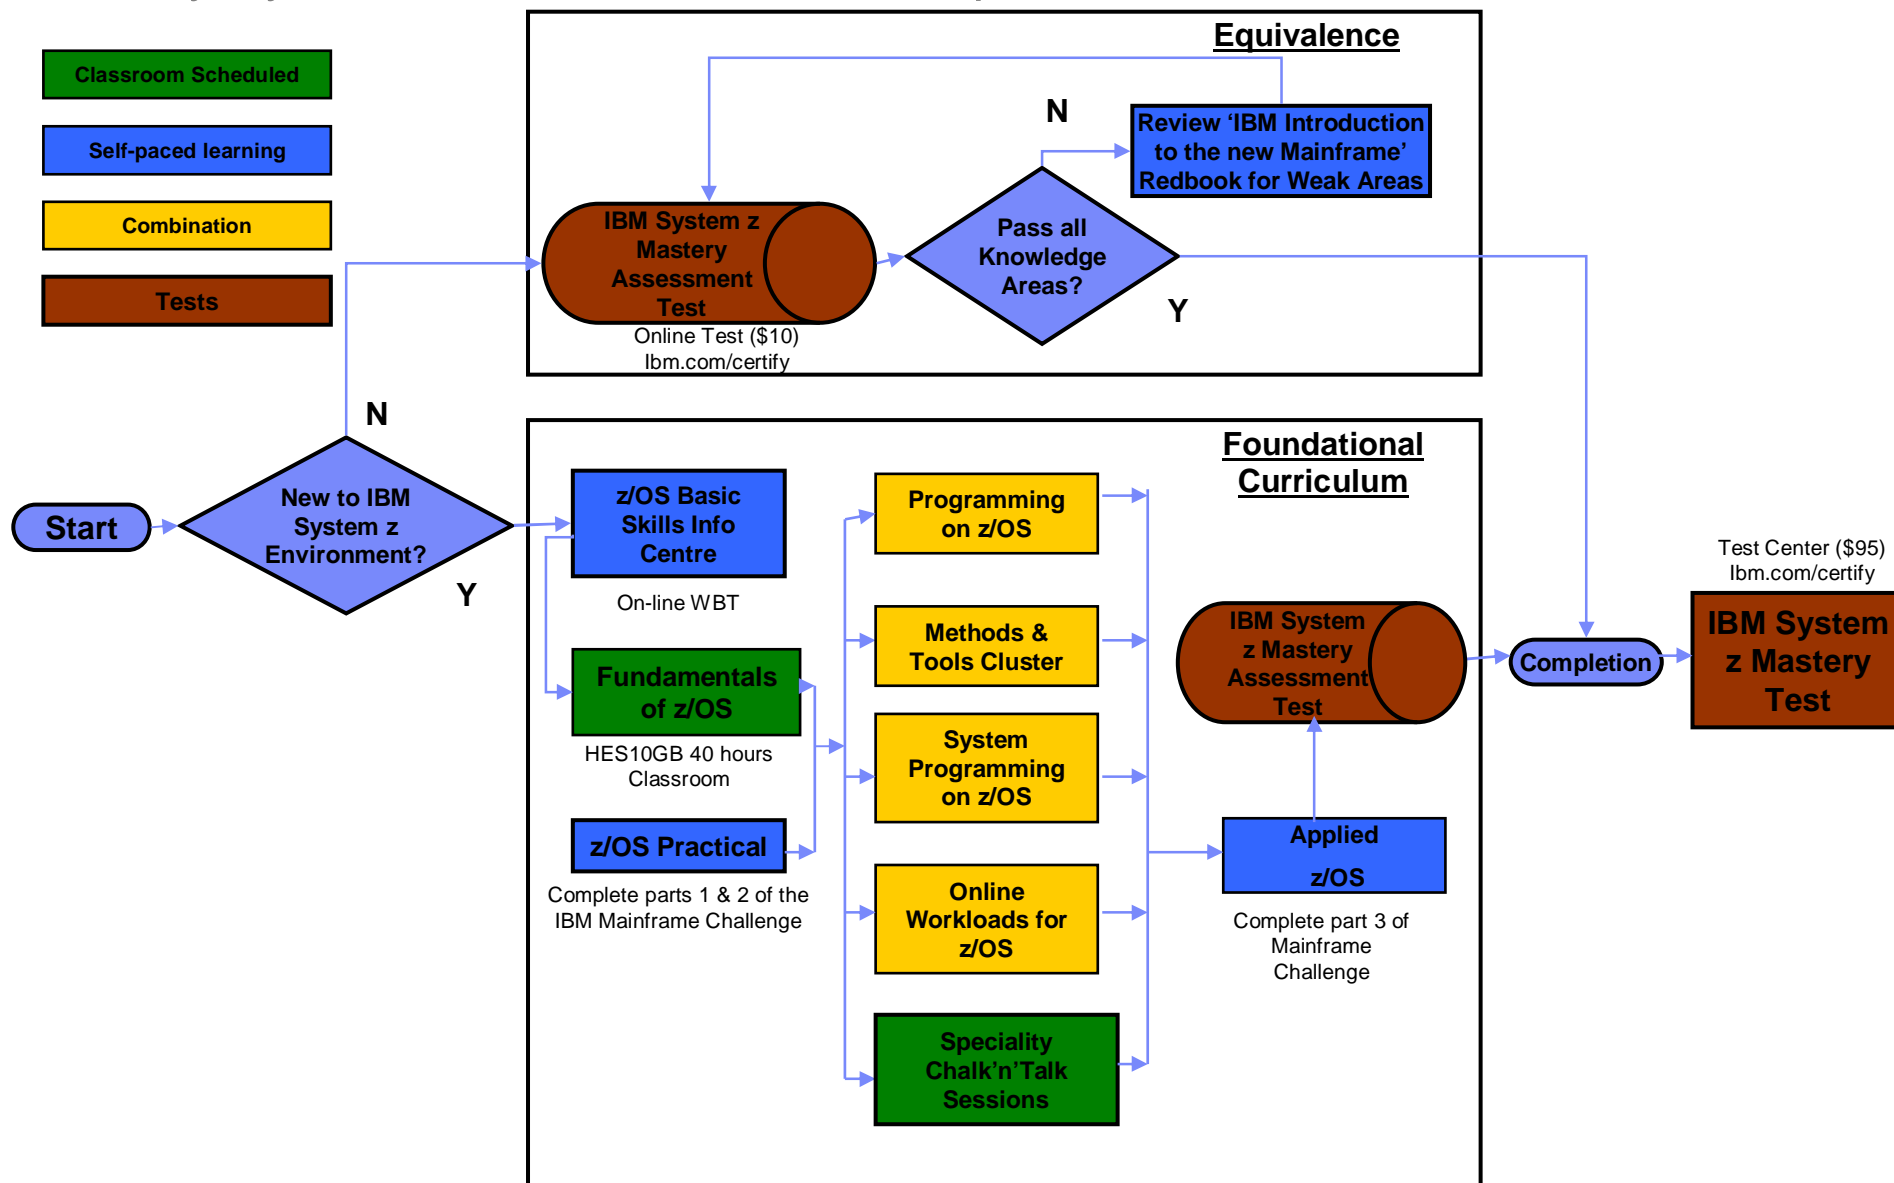 Equivalence
Classroom Scheduled
Self-paced learning
Combination
Tests
N
Review ‘IBM Introduction
to the new Mainframe’
Redbook for Weak Areas
IBM System z
Mastery
Assessment
Test
Online Test ($10)
Ibm.com/certify
Pass all
Knowledge
Areas?
Y
N
Start
New to IBM
System z
Environment?
Y
Foundational
Curriculum
z/OS Basic
Skills Info
Centre
On-line WBT
Fundamentals
of z/OS
HES10GB 40 hours
Classroom
z/OS Practical
Complete parts 1 & 2 of the
IBM Mainframe Challenge
Programming
on z/OS
Methods &
Tools Cluster
System
Programming
on z/OS
Online
Workloads for
z/OS
Speciality
Chalk’n’Talk
Sessions
IBM System
z Mastery
Assessment
Test
Applied
z/OS
Complete part 3 of
Mainframe
Challenge
Completion
Test Center ($95)
Ibm.com/certify
IBM System
z Mastery
Test